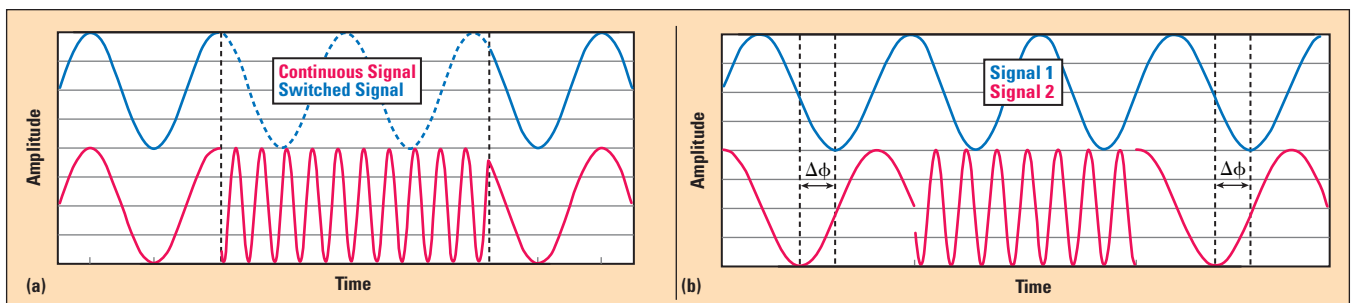 Continuous Signal
Switched Signal
Amplitude
Time
(a)
Signal 1
Signal 2
Δϕ
Δϕ
Amplitude
Time
(b)